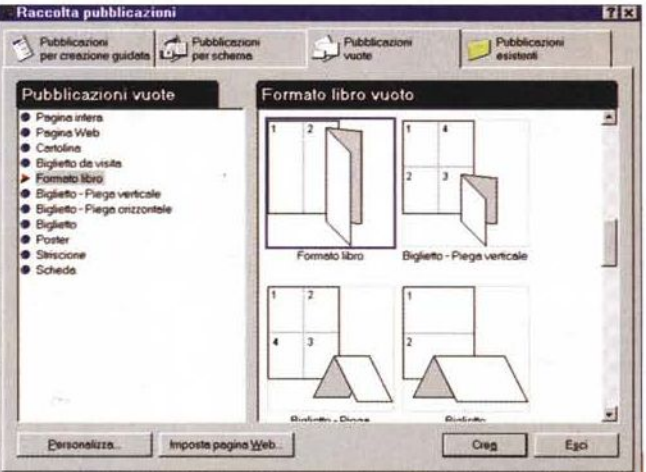 Raccolta pubblicazioni
Pubblicazioni
per creazione guidata
Pubblicazioni
per schema
Pubblicazioni
vuote
Pubblicazioni
esistenti
Pubblicazioni vuote
Pagina intera
Pagina Web
Cartolina
Biglietto da visita
Formato libro
Biglietto - Piega verticale
Biglietto - Piega orizzontale
Biglietto
Poster
Striscione
Scheda
Formato libro vuoto
1 2
Formato libro
1 4
2 3
Biglietto - Piega verticale
1 2
4 3
Biglietto - Piega
1
2
Biglietto
Personalizza...
Imposta pagina Web...
Crea
Esci